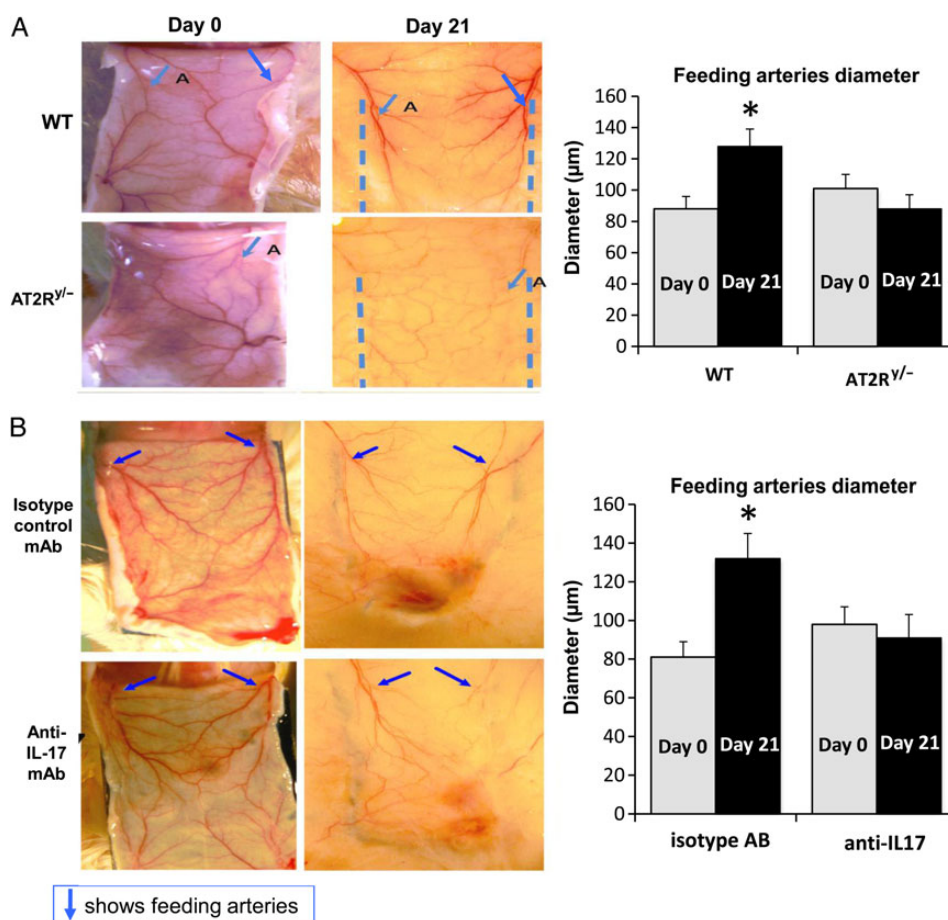 A
Day 0
Day 21
WT
A
A
AT2Ry/–
A
A
Feeding arteries diameter
*
Diameter (µm)
160
140
120
100
80
60
40
20
0
Day 0
Day 21
Day 0
Day 21
WT
AT2Ry/–
B
Isotype
control
mAb
Anti-
IL-17
mAb
Feeding arteries diameter
*
Diameter (µm)
160
140
120
100
80
60
40
20
0
Day 0
Day 21
Day 0
Day 21
isotype AB
anti-IL17
shows feeding arteries